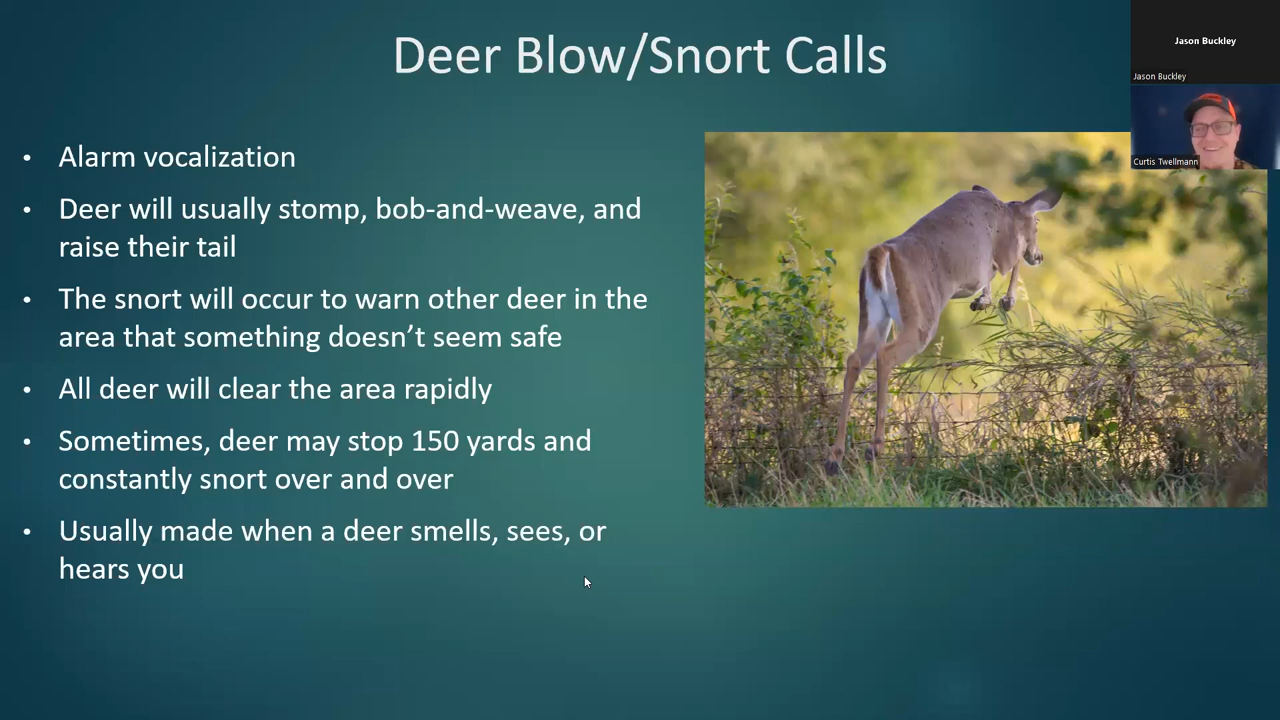 Deer Blow/Snort Calls
Jason Buckley
Jason Buckley
Curtis Twellmann
• Alarm vocalization
• Deer will usually stomp, bob-and-weave, and
raise their tail
• The snort will occur to warn other deer in the
area that something doesn’t seem safe
• All deer will clear the area rapidly
• Sometimes, deer may stop 150 yards and
constantly snort over and over
• Usually made when a deer smells, sees, or
hears you